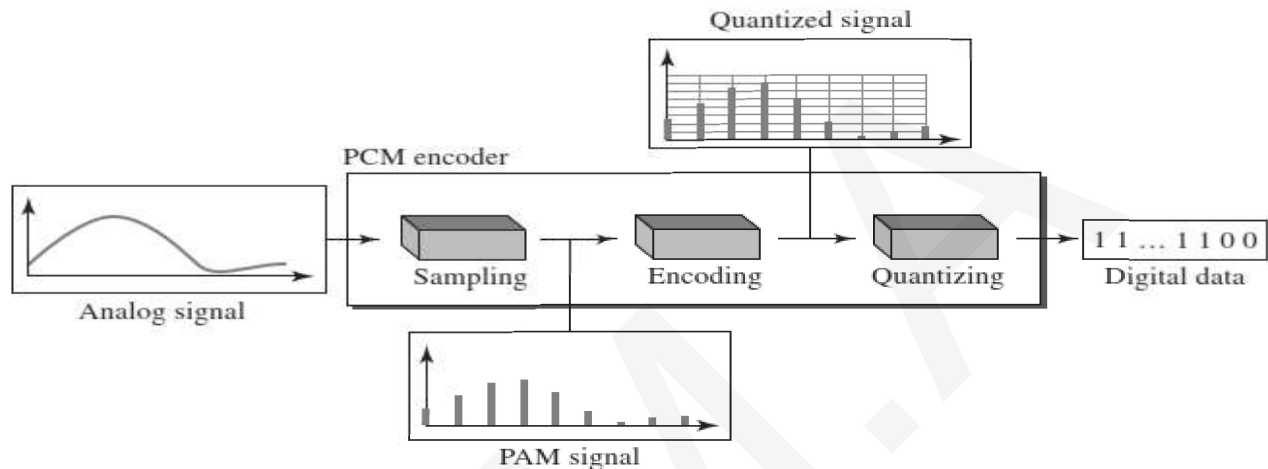 Quantized signal
PCM encoder
Sampling
Encoding
Quantizing
1 1 ... 1 1 0 0
Digital data
Analog signal
PAM signal